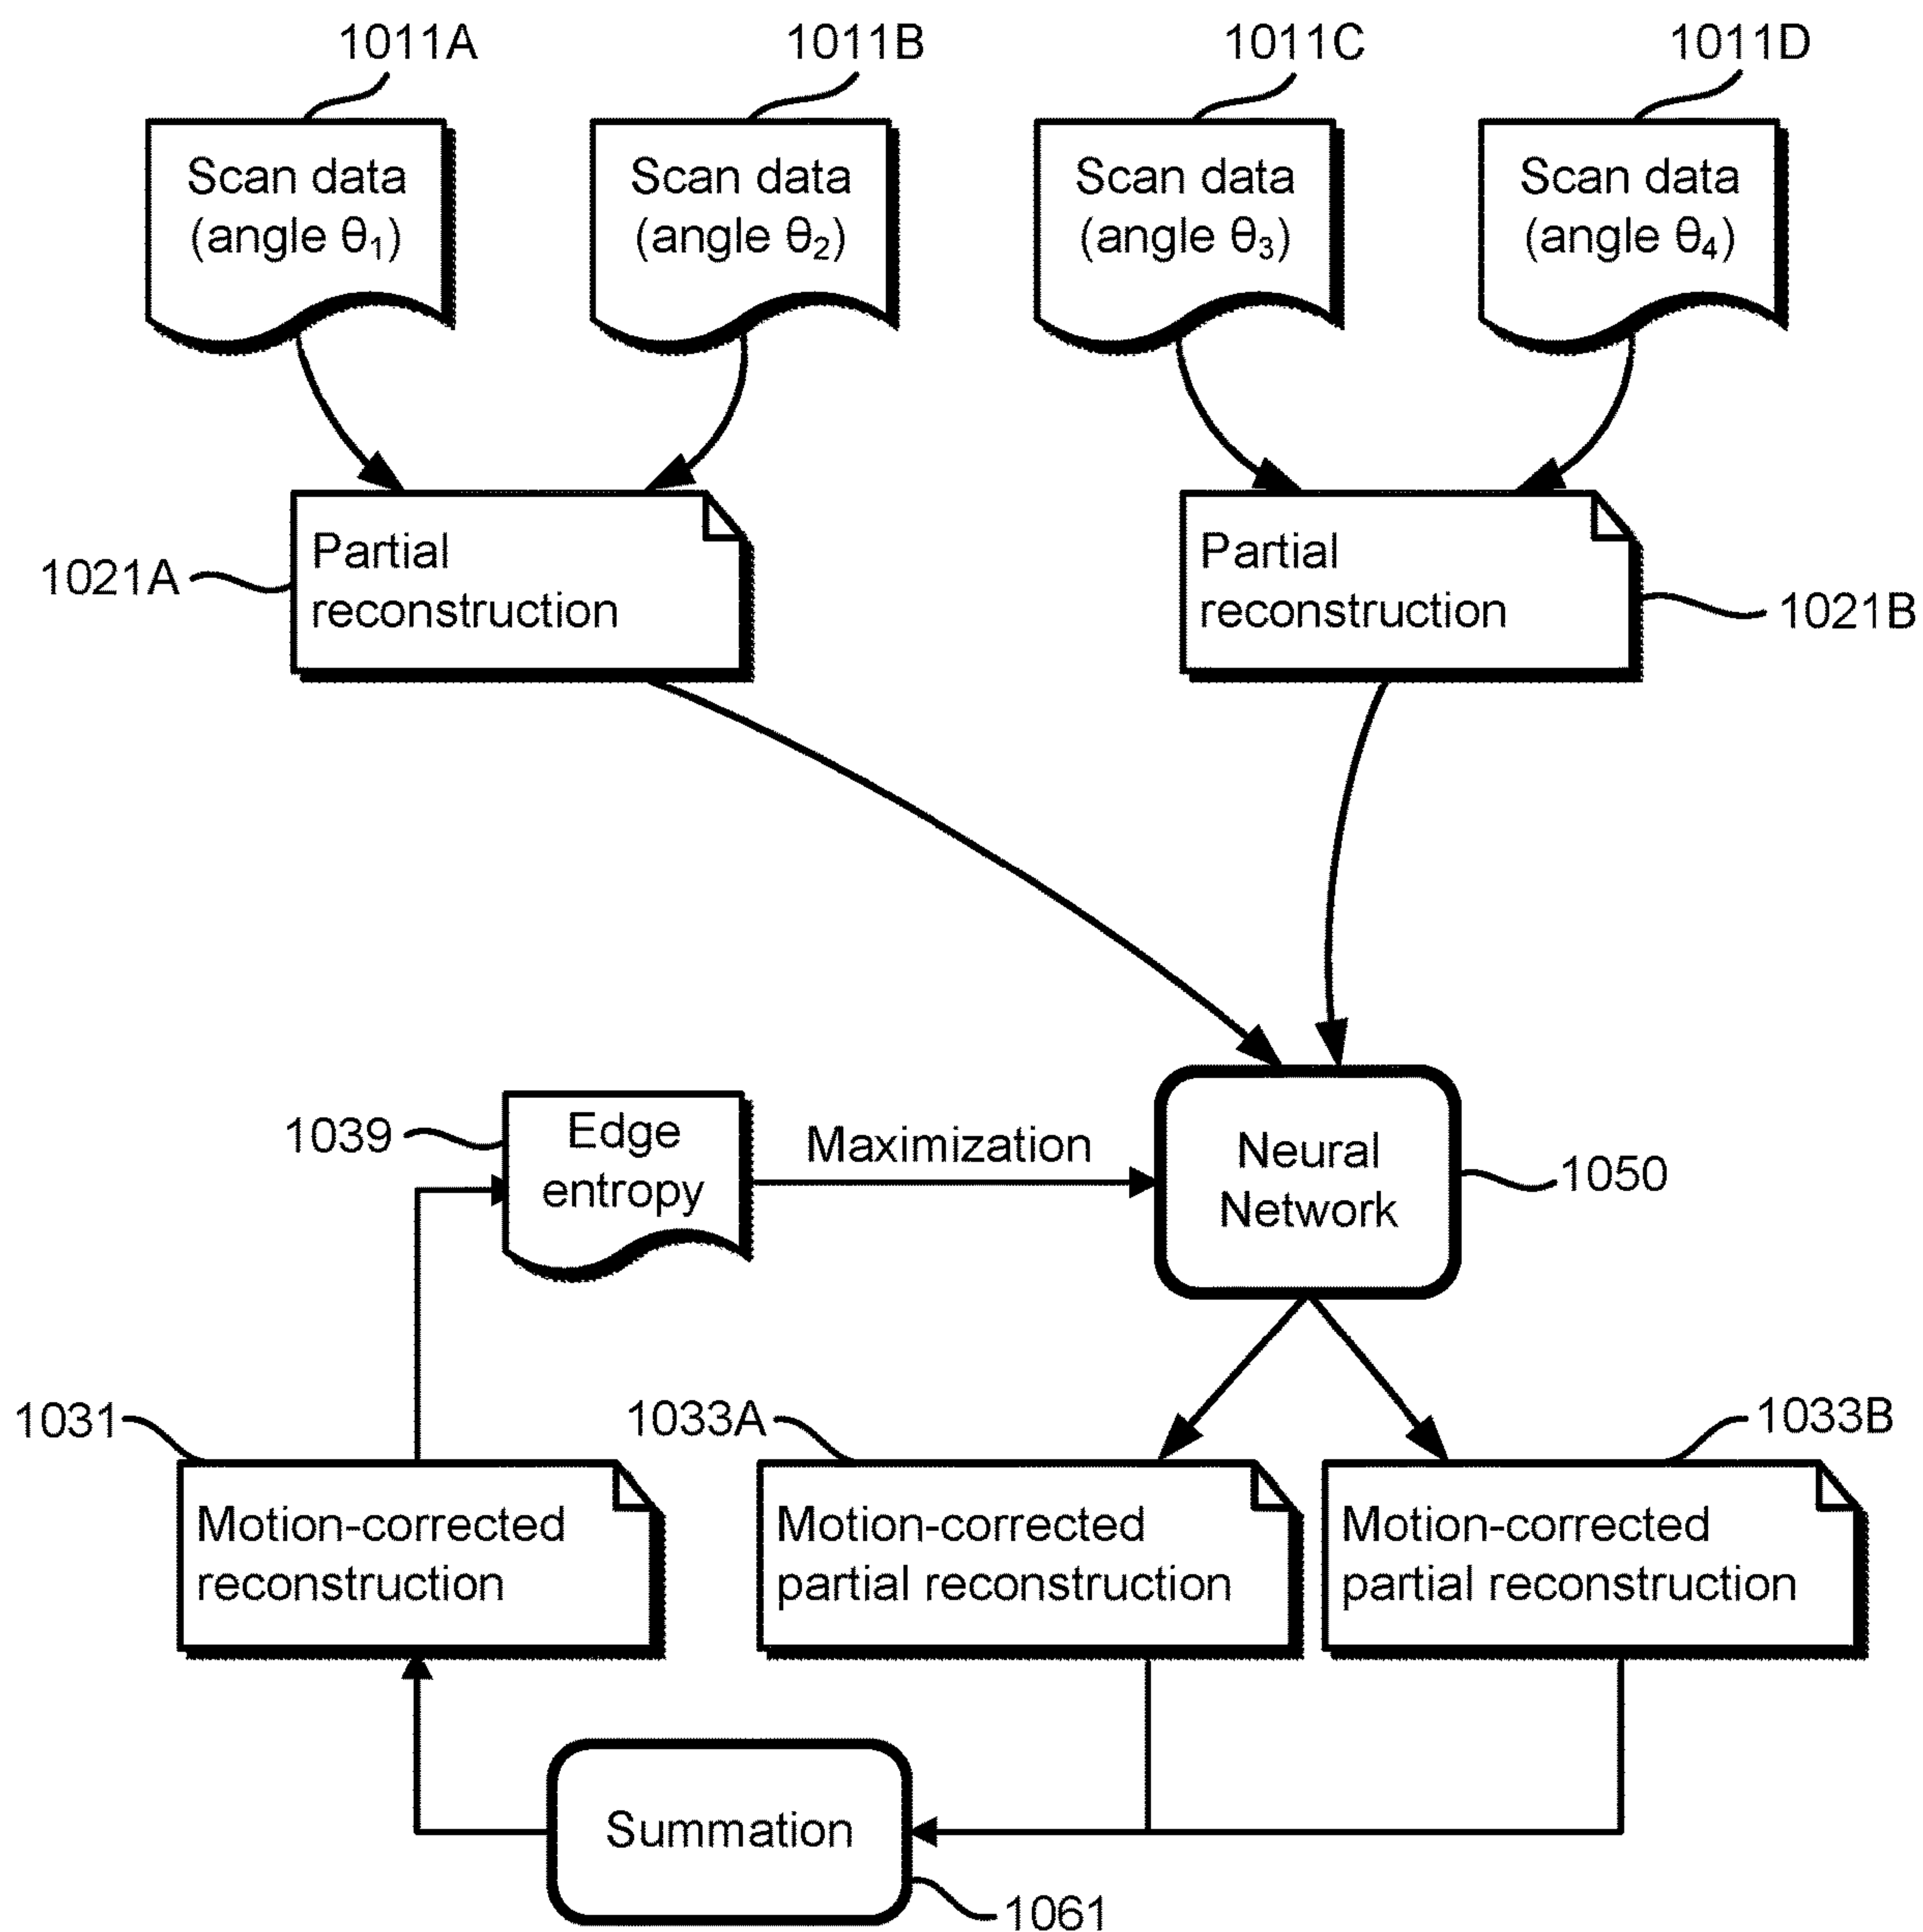 1011A
1011B
1011C
1011D
Scan data
(angle θ₁)
Scan data
(angle θ₂)
Scan data
(angle θ₃)
Scan data
(angle θ₄)
1021A
Partial
reconstruction
Partial
reconstruction
1021B
1039
Edge
entropy
Maximization
Neural
Network
1050
1031
1033A
1033B
Motion-corrected
reconstruction
Motion-corrected
partial reconstruction
Motion-corrected
partial reconstruction
Summation
1061